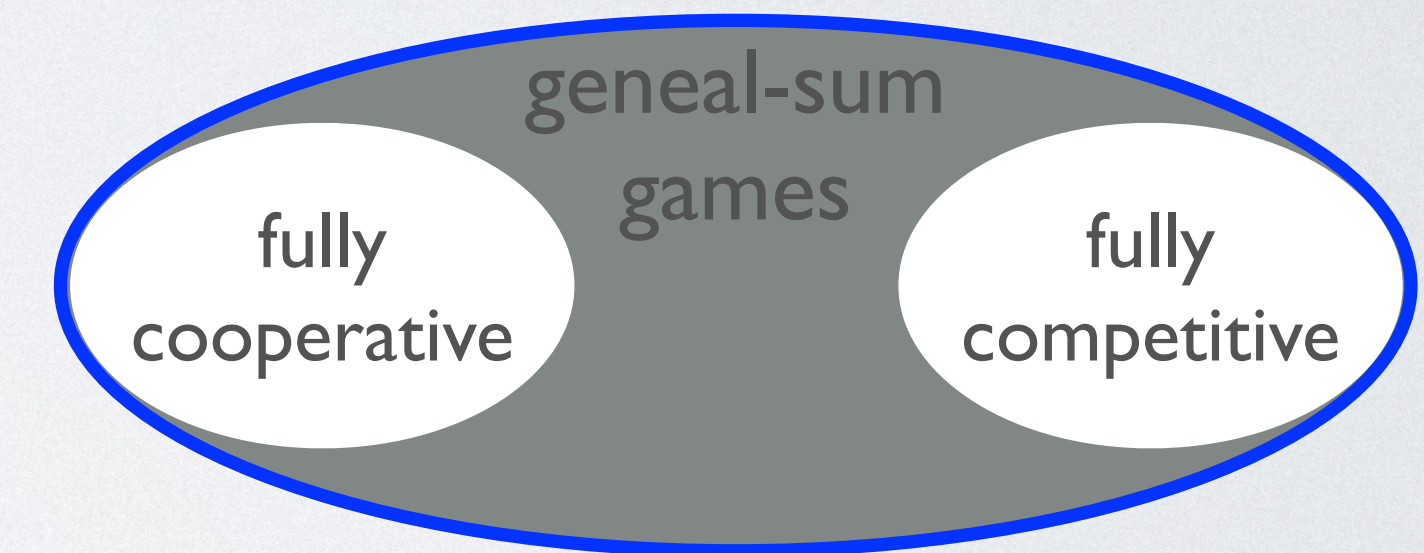 geneal-sum
games
fully
cooperative
fully
competitive